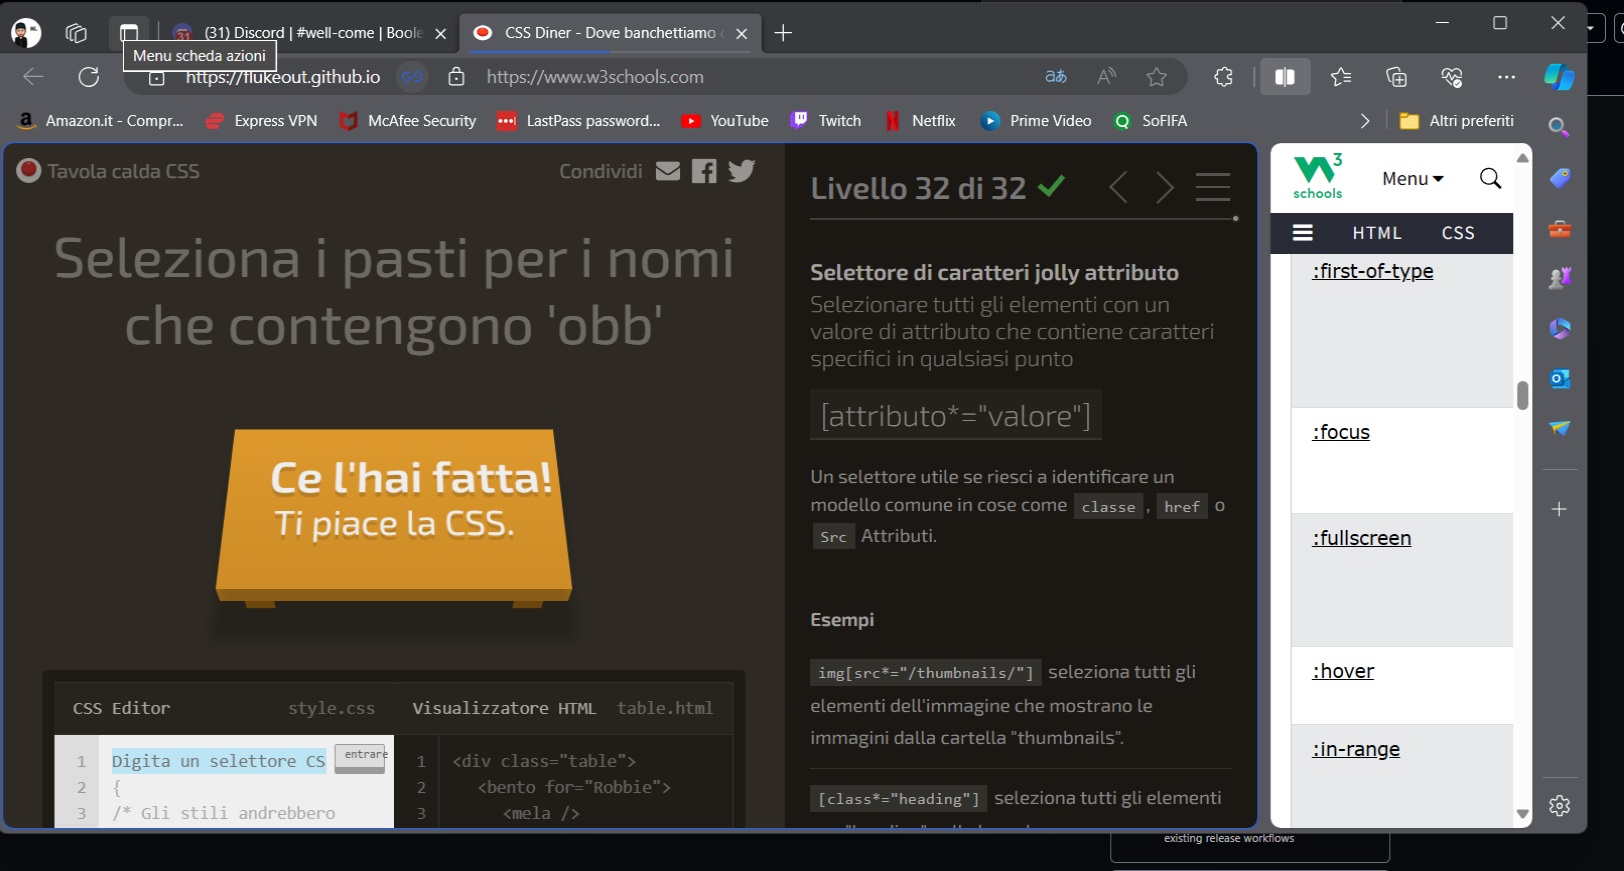 (31) Discord | #well-come | Boole
CSS Diner - Dove banchettiamo
Menu scheda azioni
https://flukeout.github.io
https://www.w3schools.com
Amazon.it - Compr...
Express VPN
McAfee Security
LastPass password...
YouTube
Twitch
Netflix
Prime Video
SoFIFA
Altri preferiti
Tavola calda CSS
Condividi
Seleziona i pasti per i nomi
che contengono 'obb'
Ce l'hai fatta!
Ti piace la CSS.
CSS Editor
style.css
Visualizzatore HTML
table.html
1 Digita un selettore CS
entrare
2 {
3 /* Gli stili andrebbero
1 <div class="table">
2 <bento for="Robbie">
3 <mela />
Livello 32 di 32
Selettore di caratteri jolly attributo
Selezionare tutti gli elementi con un
valore di attributo che contiene caratteri
specifici in qualsiasi punto
[attributo*="valore"]
Un selettore utile se riesci a identificare un
modello comune in cose come classe , href o
Src Attributi.
Esempi
img[src*="/thumbnails/"] seleziona tutti gli
elementi dell'immagine che mostrano le
immagini dalla cartella "thumbnails".
[class*="heading"] seleziona tutti gli elementi
W3
schools
Menu
HTML
CSS
:first-of-type
:focus
:fullscreen
:hover
:in-range
existing release workflows